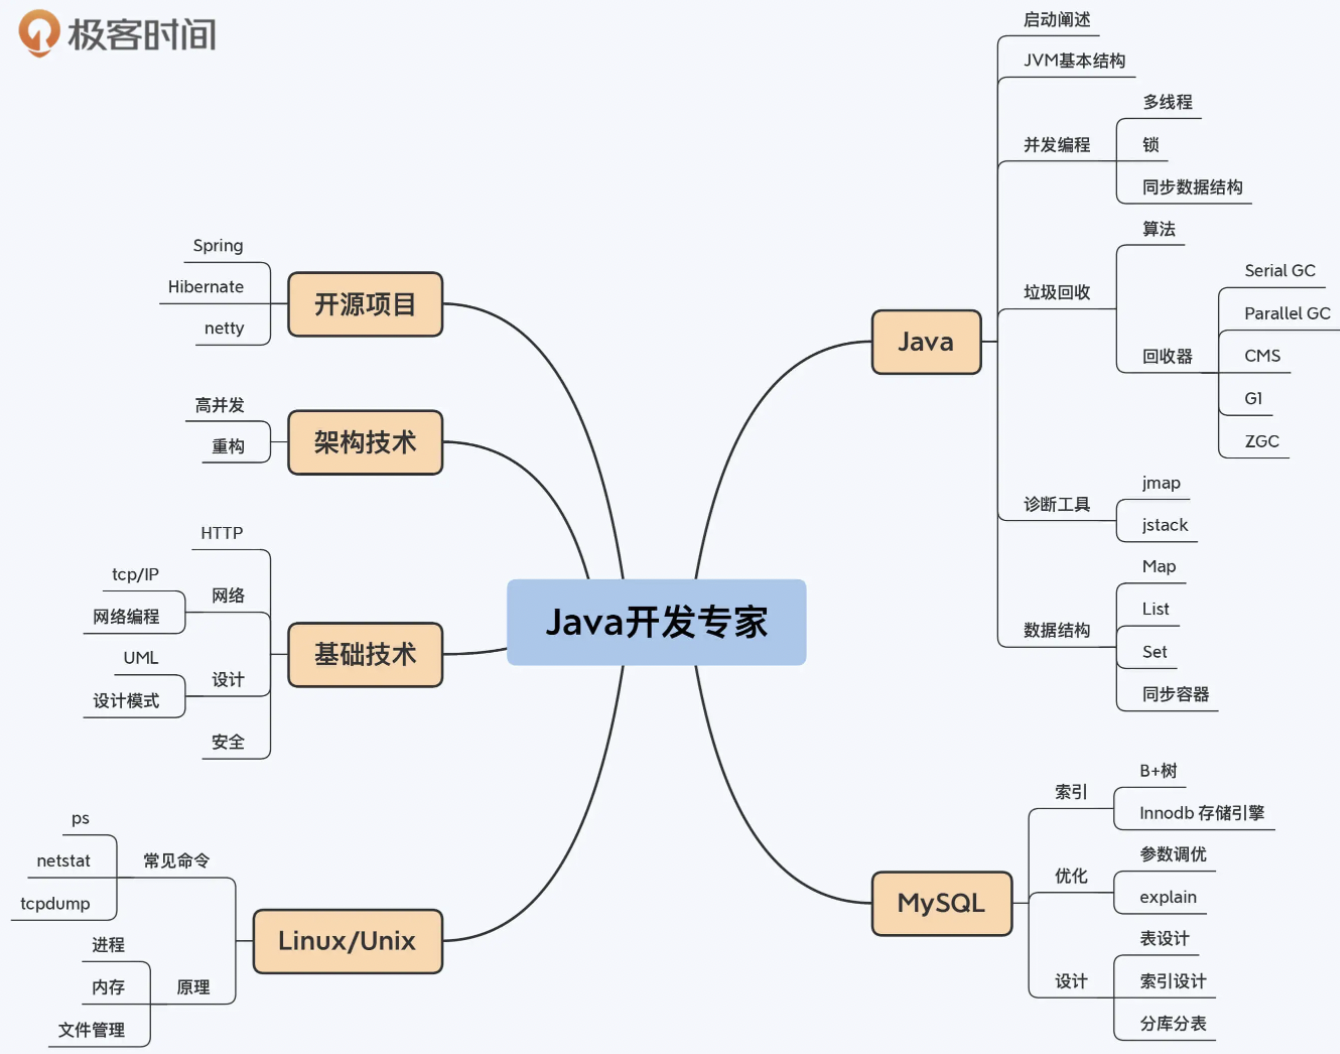 极客时间
Java开发专家
开源项目
Spring
Hibernate
netty
架构技术
高并发
重构
基础技术
HTTP
网络
tcp/IP
网络编程
设计
UML
设计模式
安全
Linux/Unix
常见命令
ps
netstat
tcpdump
原理
进程
内存
文件管理
Java
启动阐述
JVM基本结构
并发编程
多线程
锁
同步数据结构
垃圾回收
算法
回收器
Serial GC
Parallel GC
CMS
G1
ZGC
诊断工具
jmap
jstack
数据结构
Map
List
Set
同步容器
MySQL
索引
B+树
Innodb 存储引擎
优化
参数调优
explain
设计
表设计
索引设计
分库分表